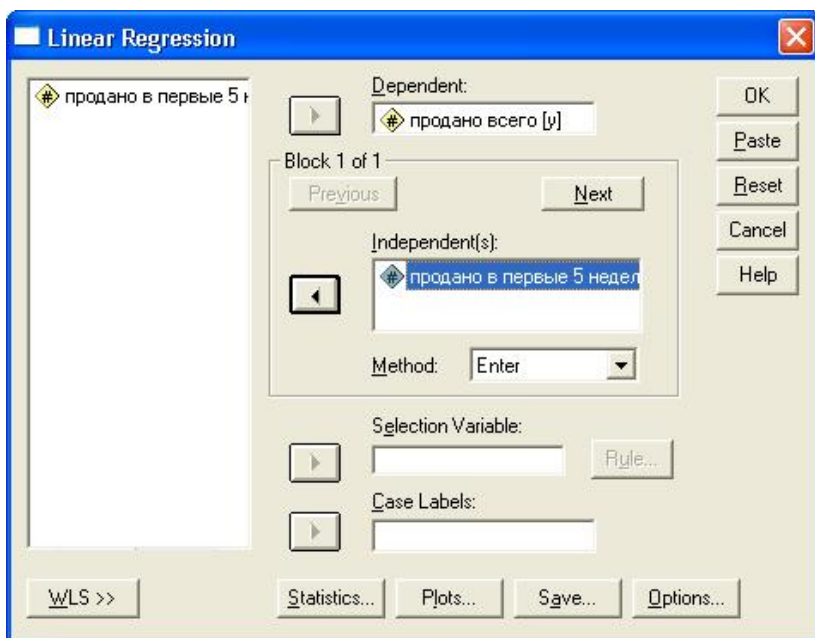 Linear Regression
продано в первые 5 н
Dependent:
продано всего [y]
Block 1 of 1
Previous
Next
Independent(s):
продано в первые 5 недел
Method:
Enter
Selection Variable:
Rule...
Case Labels:
WLS >>
Statistics...
Plots...
Save...
Options...
OK
Paste
Reset
Cancel
Help